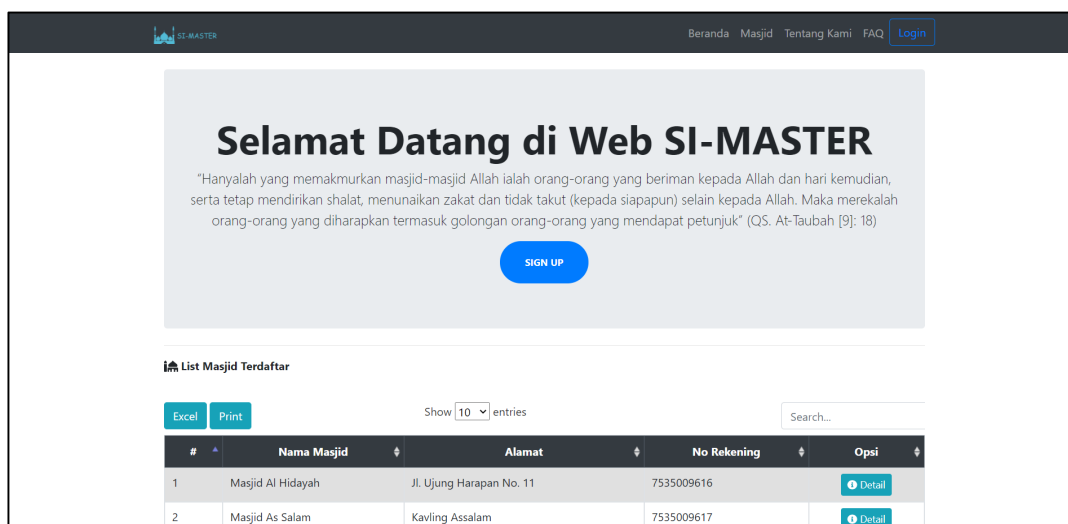 SI-MASTER
Beranda Masjid Tentang Kami FAQ Login
Selamat Datang di Web SI-MASTER
"Hanyalah yang memakmurkan masjid-masjid Allah ialah orang-orang yang beriman kepada Allah dan hari kemudian,
serta tetap mendirikan shalat, menunaikan zakat dan tidak takut (kepada siapapun) selain kepada Allah. Maka merekalah
orang-orang yang diharapkan termasuk golongan orang-orang yang mendapat petunjuk" (QS. At-Taubah [9]: 18)
SIGN UP
List Masjid Terdaftar
Excel Print Show 10 entries Search...
# Nama Masjid Alamat No Rekening Opsi
1 Masjid Al Hidayah Jl. Ujung Harapan No. 11 7535009616 Detail
2 Masjid As Salam Kavling Assalam 7535009617 Detail